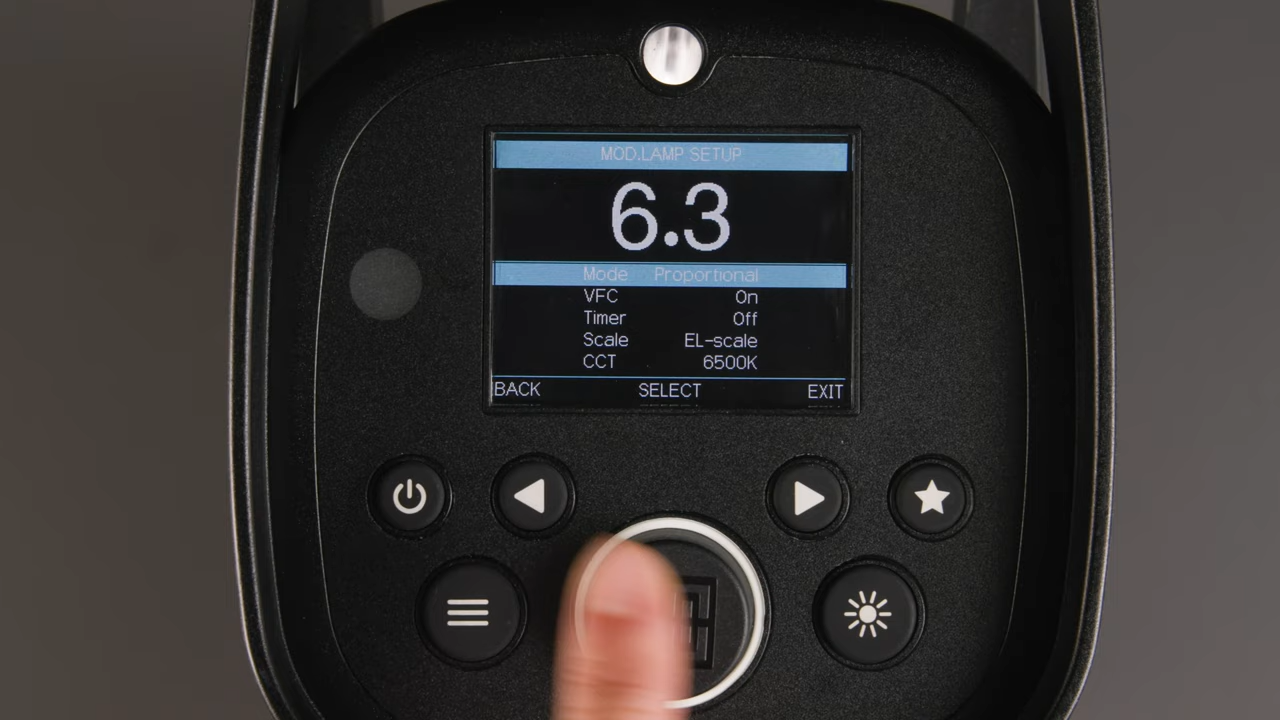 MOD.LAMP SETUP
6.3
Mode Proportional
VFC On
Timer Off
Scale EL-scale
CCT 6500K
BACK SELECT EXIT